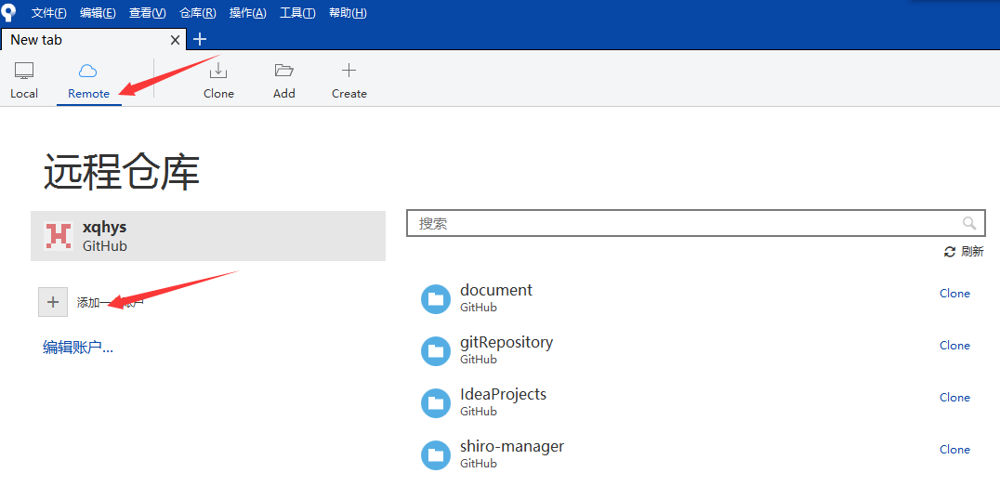 文件(F) 编辑(E) 查看(V) 仓库(R) 操作(A) 工具(T) 帮助(H)
New tab
Local Remote Clone Add Create
远程仓库
xqhys
GitHub
添加一 账户
编辑账户...
搜索
刷新
document Clone
GitHub
gitRepository Clone
GitHub
IdeaProjects Clone
GitHub
shiro-manager Clone
GitHub